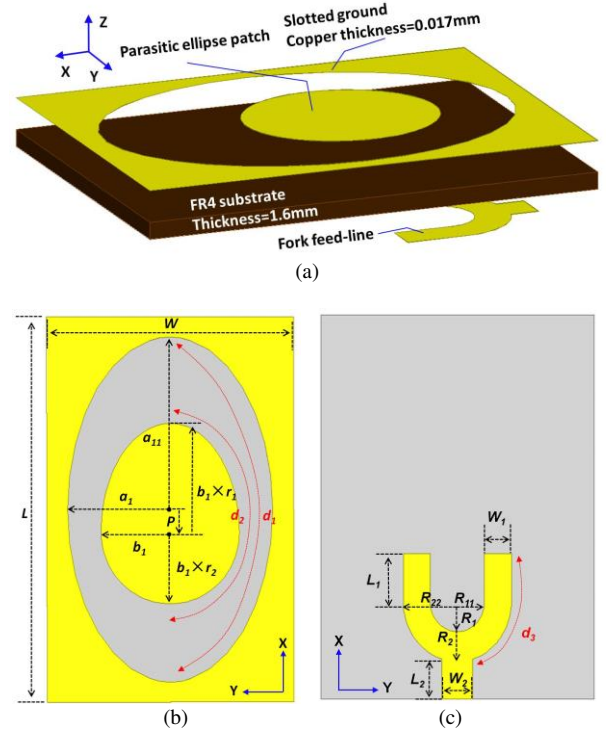 Slotted ground
Copper thickness=0.017mm
Parasitic ellipse patch
Z
X
Y
FR4 substrate
Thickness=1.6mm
Fork feed-line
(a)
W
L
a11
a1
P
b1
b1×r1
b1×r2
d2
d1
X
Y
(b)
W1
L1
R22
R11
R1
R2
d3
L2
W2
X
Y
(c)